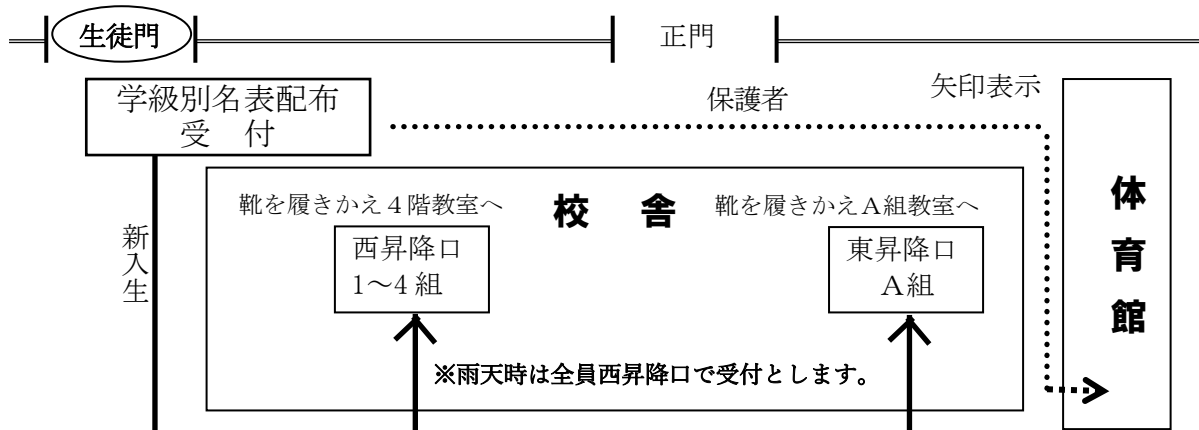 生徒門
正門
学級別名表配布
受　付
保護者
矢印表示
新入生
靴を履きかえ４階教室へ
校　舎
靴を履きかえＡ組教室へ
西昇降口
1～4 組
東昇降口
Ａ組
体育館
※雨天時は全員西昇降口で受付とします。